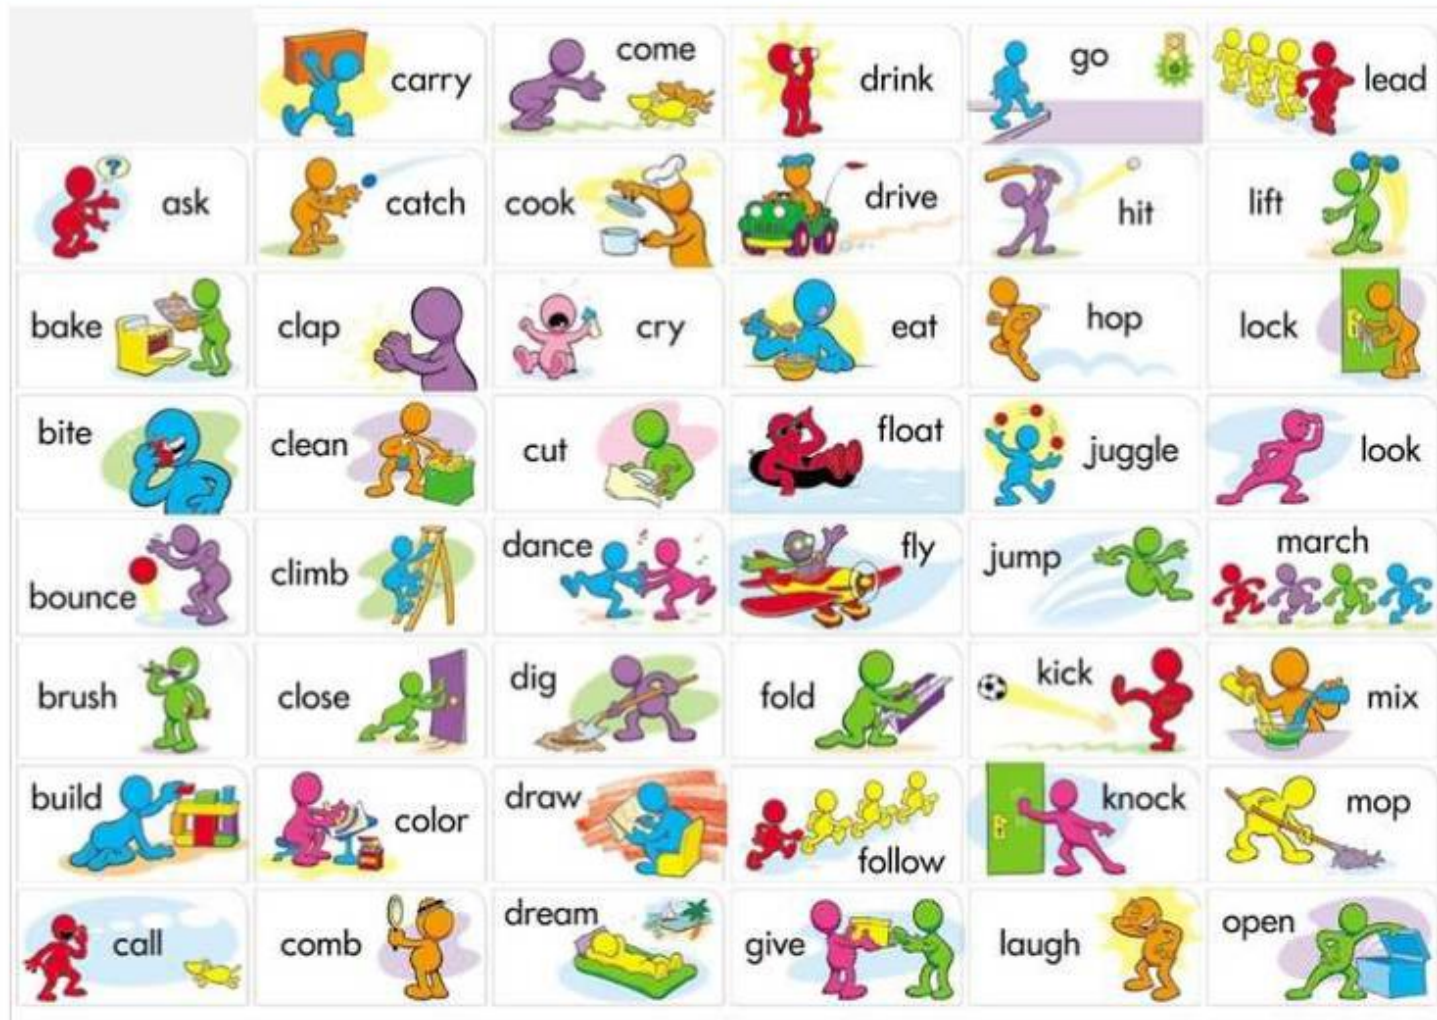 carry
come
drink
go
lead
ask
?
catch
cook
drive
hit
lift
bake
clap
cry
eat
hop
lock
bite
clean
cut
float
juggle
look
bounce
climb
dance
fly
jump
march
brush
close
dig
fold
kick
mix
build
color
draw
follow
knock
mop
call
comb
dream
give
laugh
open